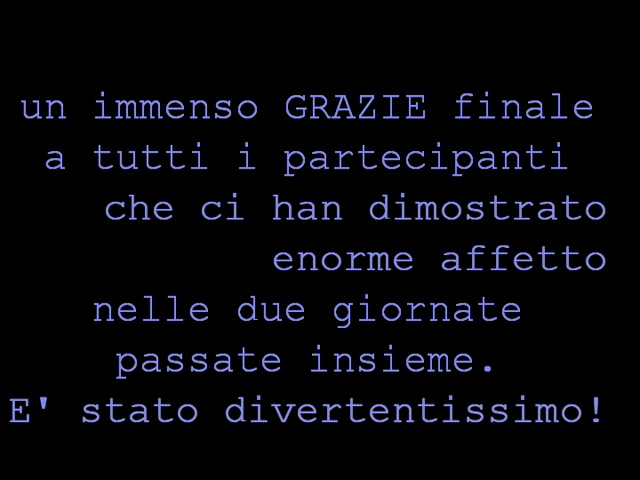 un immenso GRAZIE finale
a tutti i partecipanti
che ci han dimostrato
enorme affetto
nelle due giornate
passate insieme.
E' stato divertentissimo!